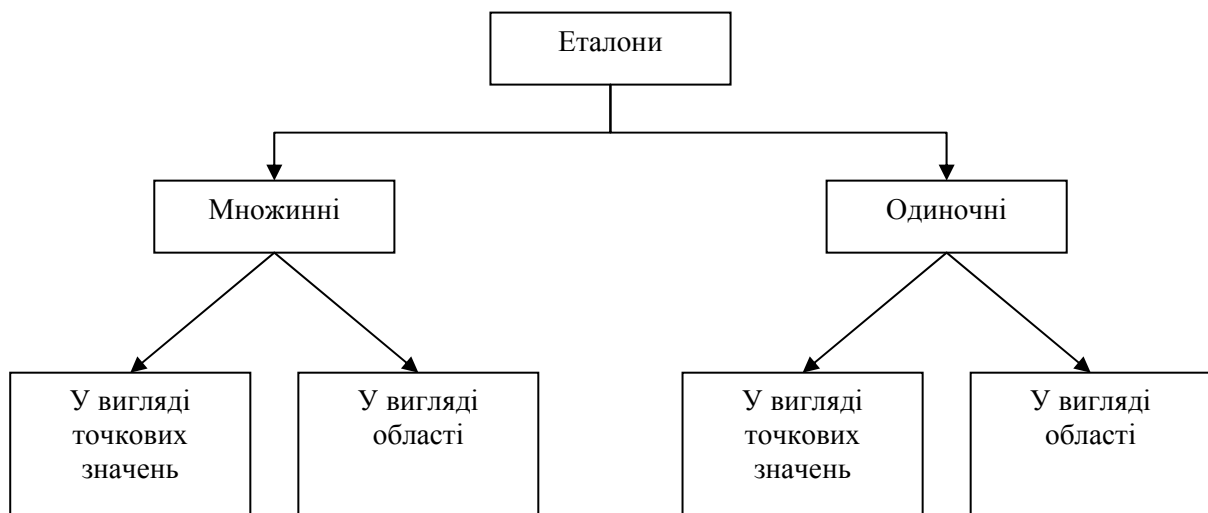 Еталони
Множинні
Одиночні
У вигляді
точкових
значень
У вигляді
області
У вигляді
точкових
значень
У вигляді
області